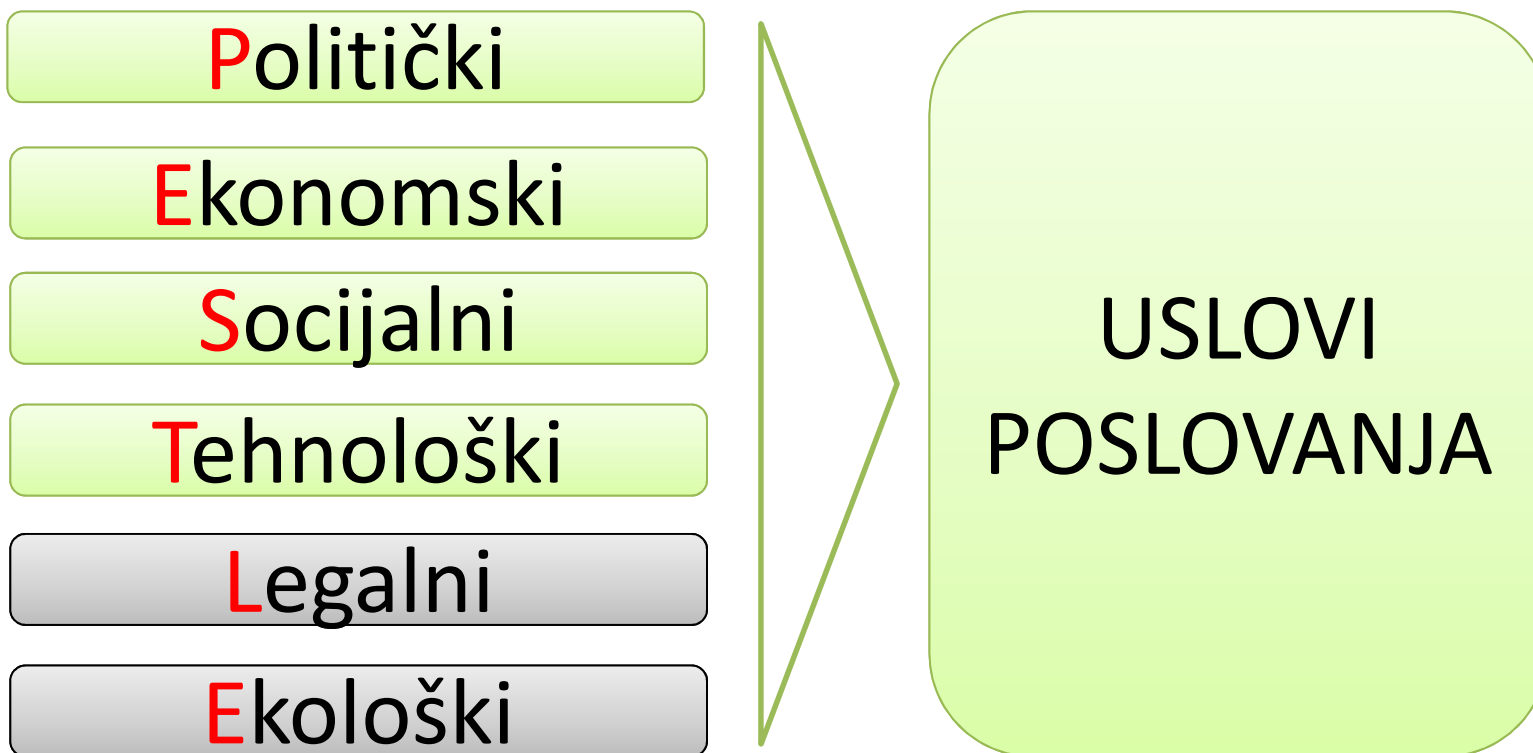 Politički
Ekonomski
Socijalni
Tehnološki
Legalni
Ekološki
USLOVI
POSLOVANJA